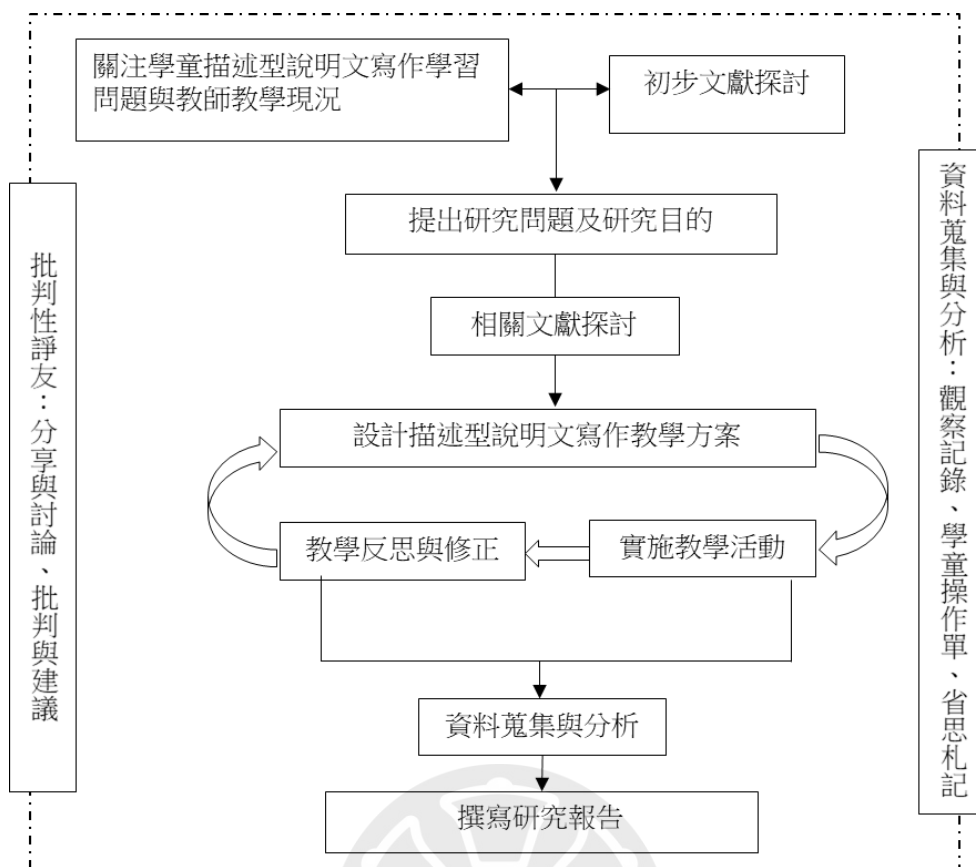 關注學童描述型說明文寫作學習
問題與教師教學現況
初步文獻探討
提出研究問題及研究目的
相關文獻探討
設計描述型說明文寫作教學方案
教學反思與修正
實施教學活動
資料蒐集與分析
撰寫研究報告
批判性諍友：分享與討論、批判與建議
資料蒐集與分析：觀察記錄、學童操作單、省思札記